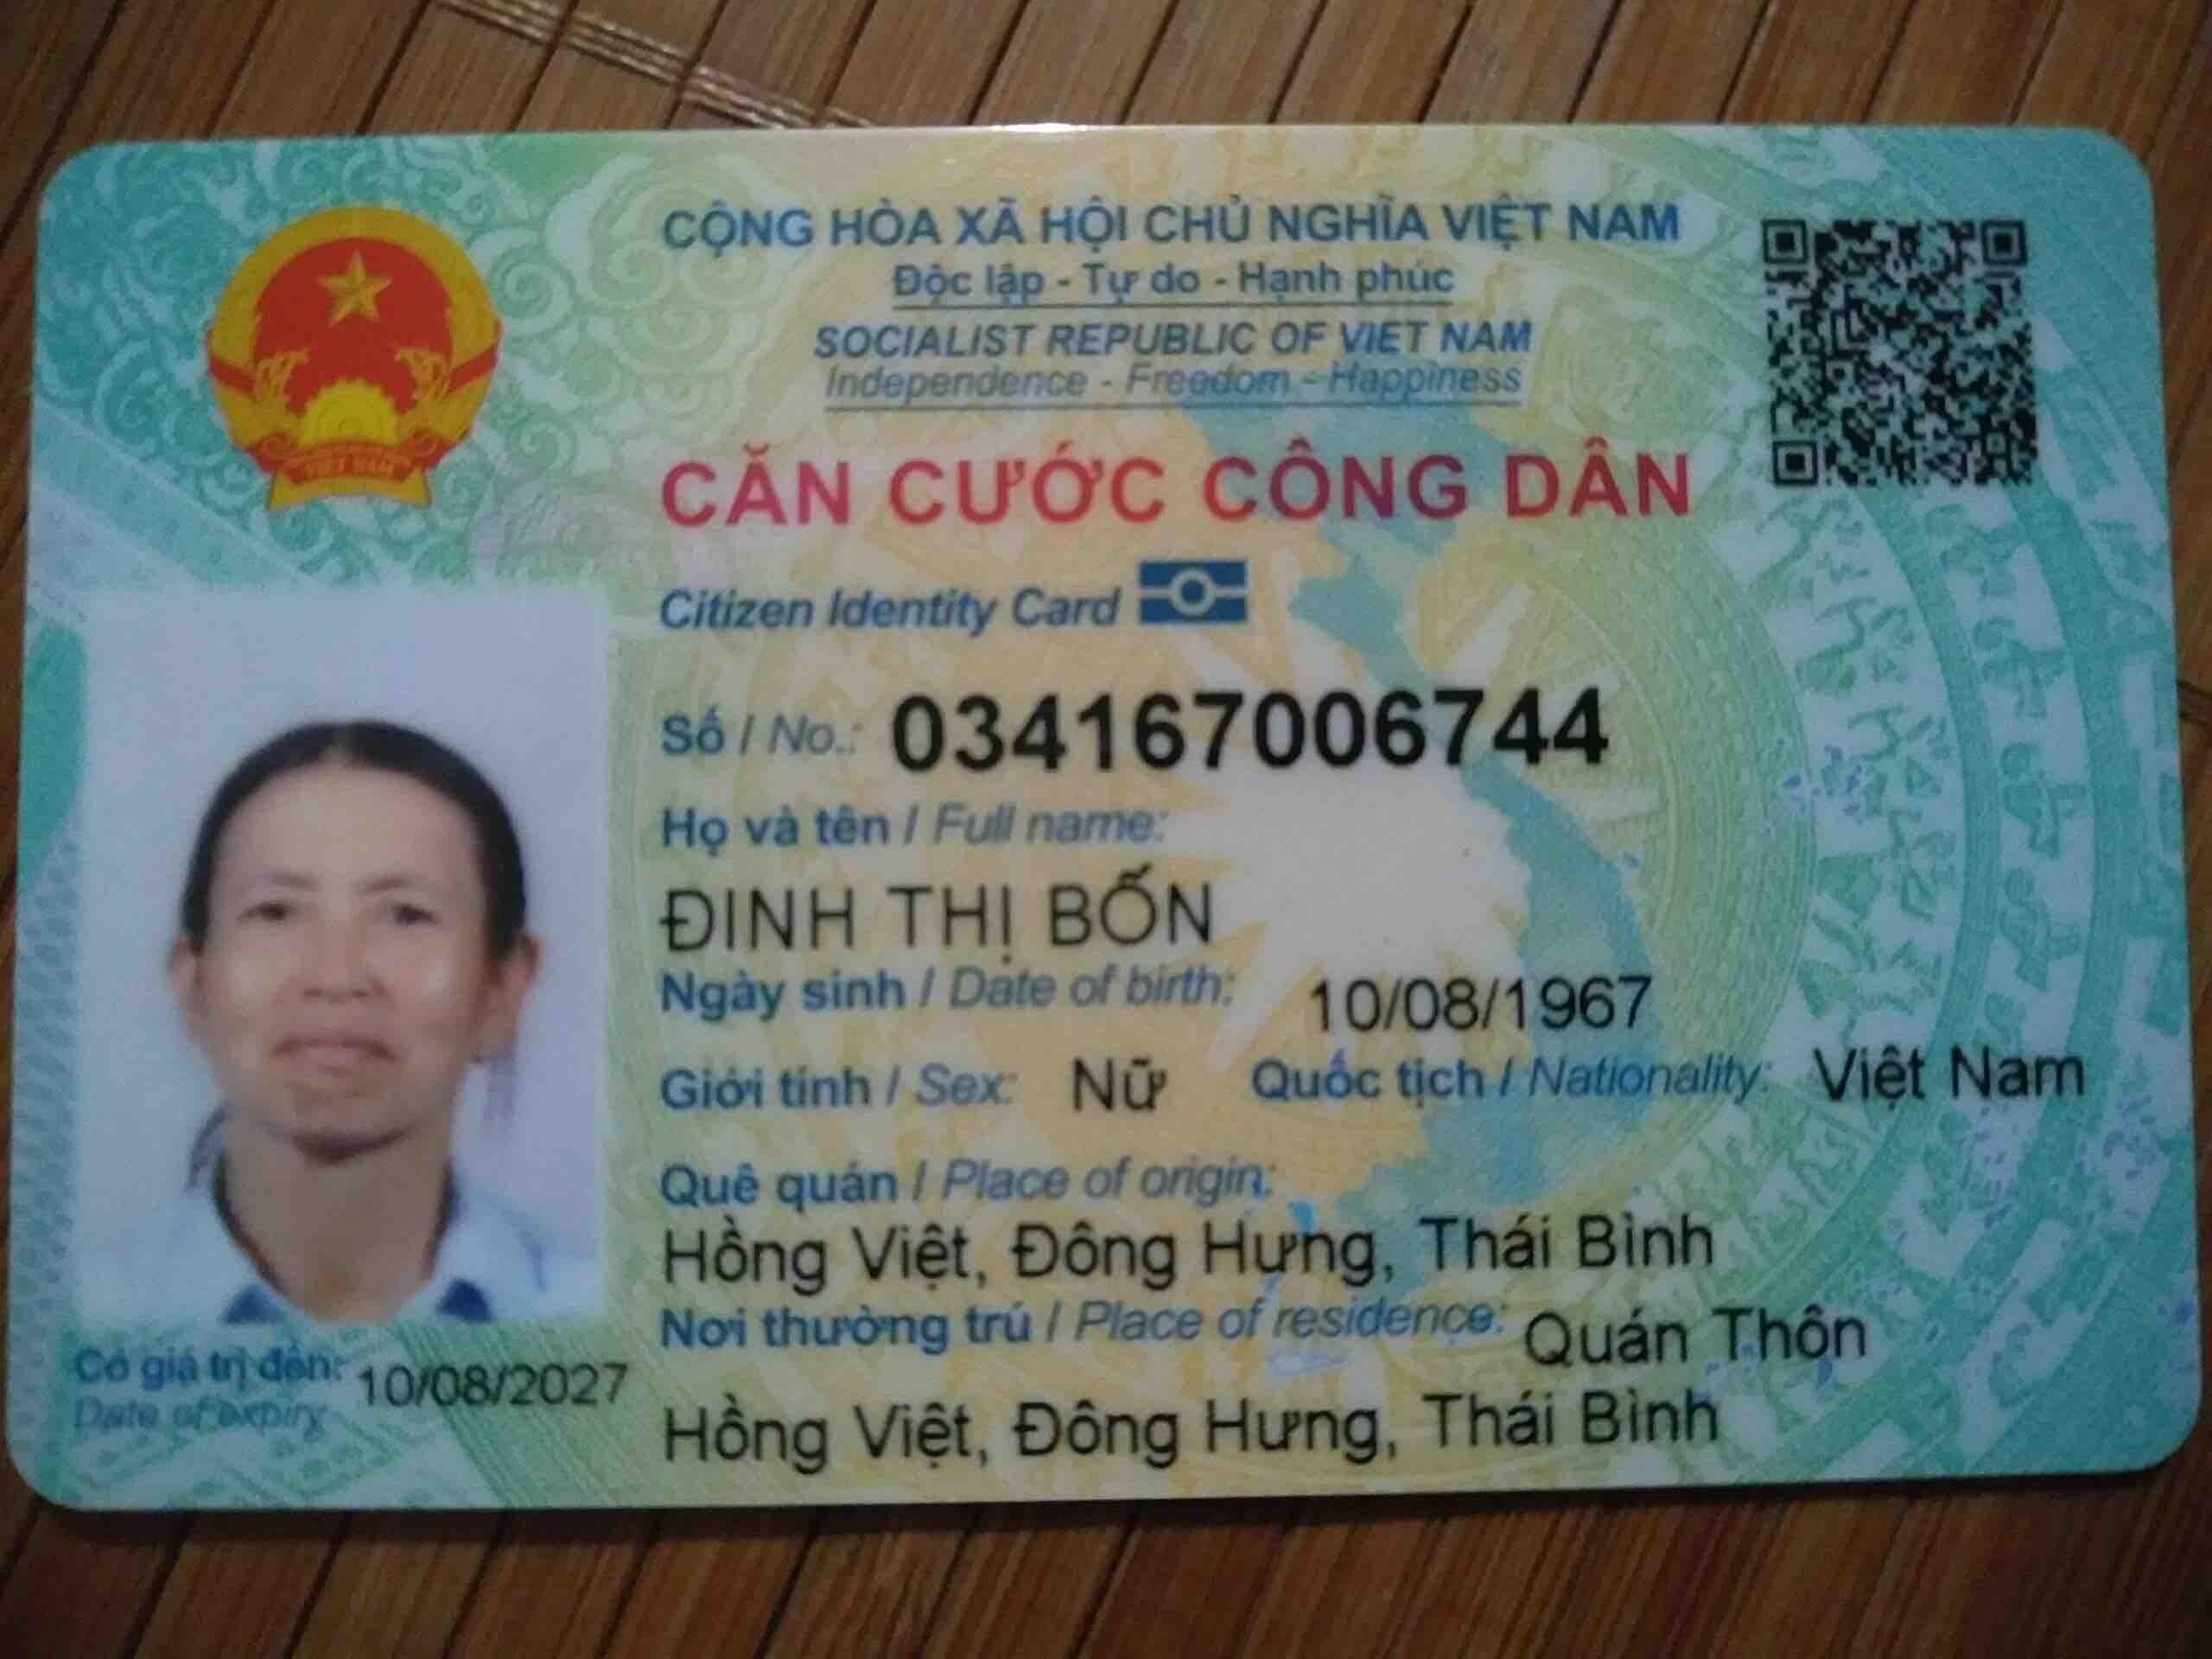 CỘNG HÒA XÃ HỘI CHỦ NGHĨA VIỆT NAM
Độc lập - Tự do - Hạnh phúc
SOCIALIST REPUBLIC OF VIET NAM
Independence - Freedom - Happiness
VIỆT NAM
CĂN CƯỚC CÔNG DÂN
Citizen Identity Card
Số / No.: 034167006744
Họ và tên / Full name:
ĐINH THỊ BỐN
Ngày sinh / Date of birth: 10/08/1967
Giới tính / Sex: Nữ Quốc tịch / Nationality: Việt Nam
Quê quán / Place of origin:
Hồng Việt, Đông Hưng, Thái Bình
Nơi thường trú / Place of residence: Quán Thôn
Hồng Việt, Đông Hưng, Thái Bình
Có giá trị đến: 10/08/2027
Date of expiry